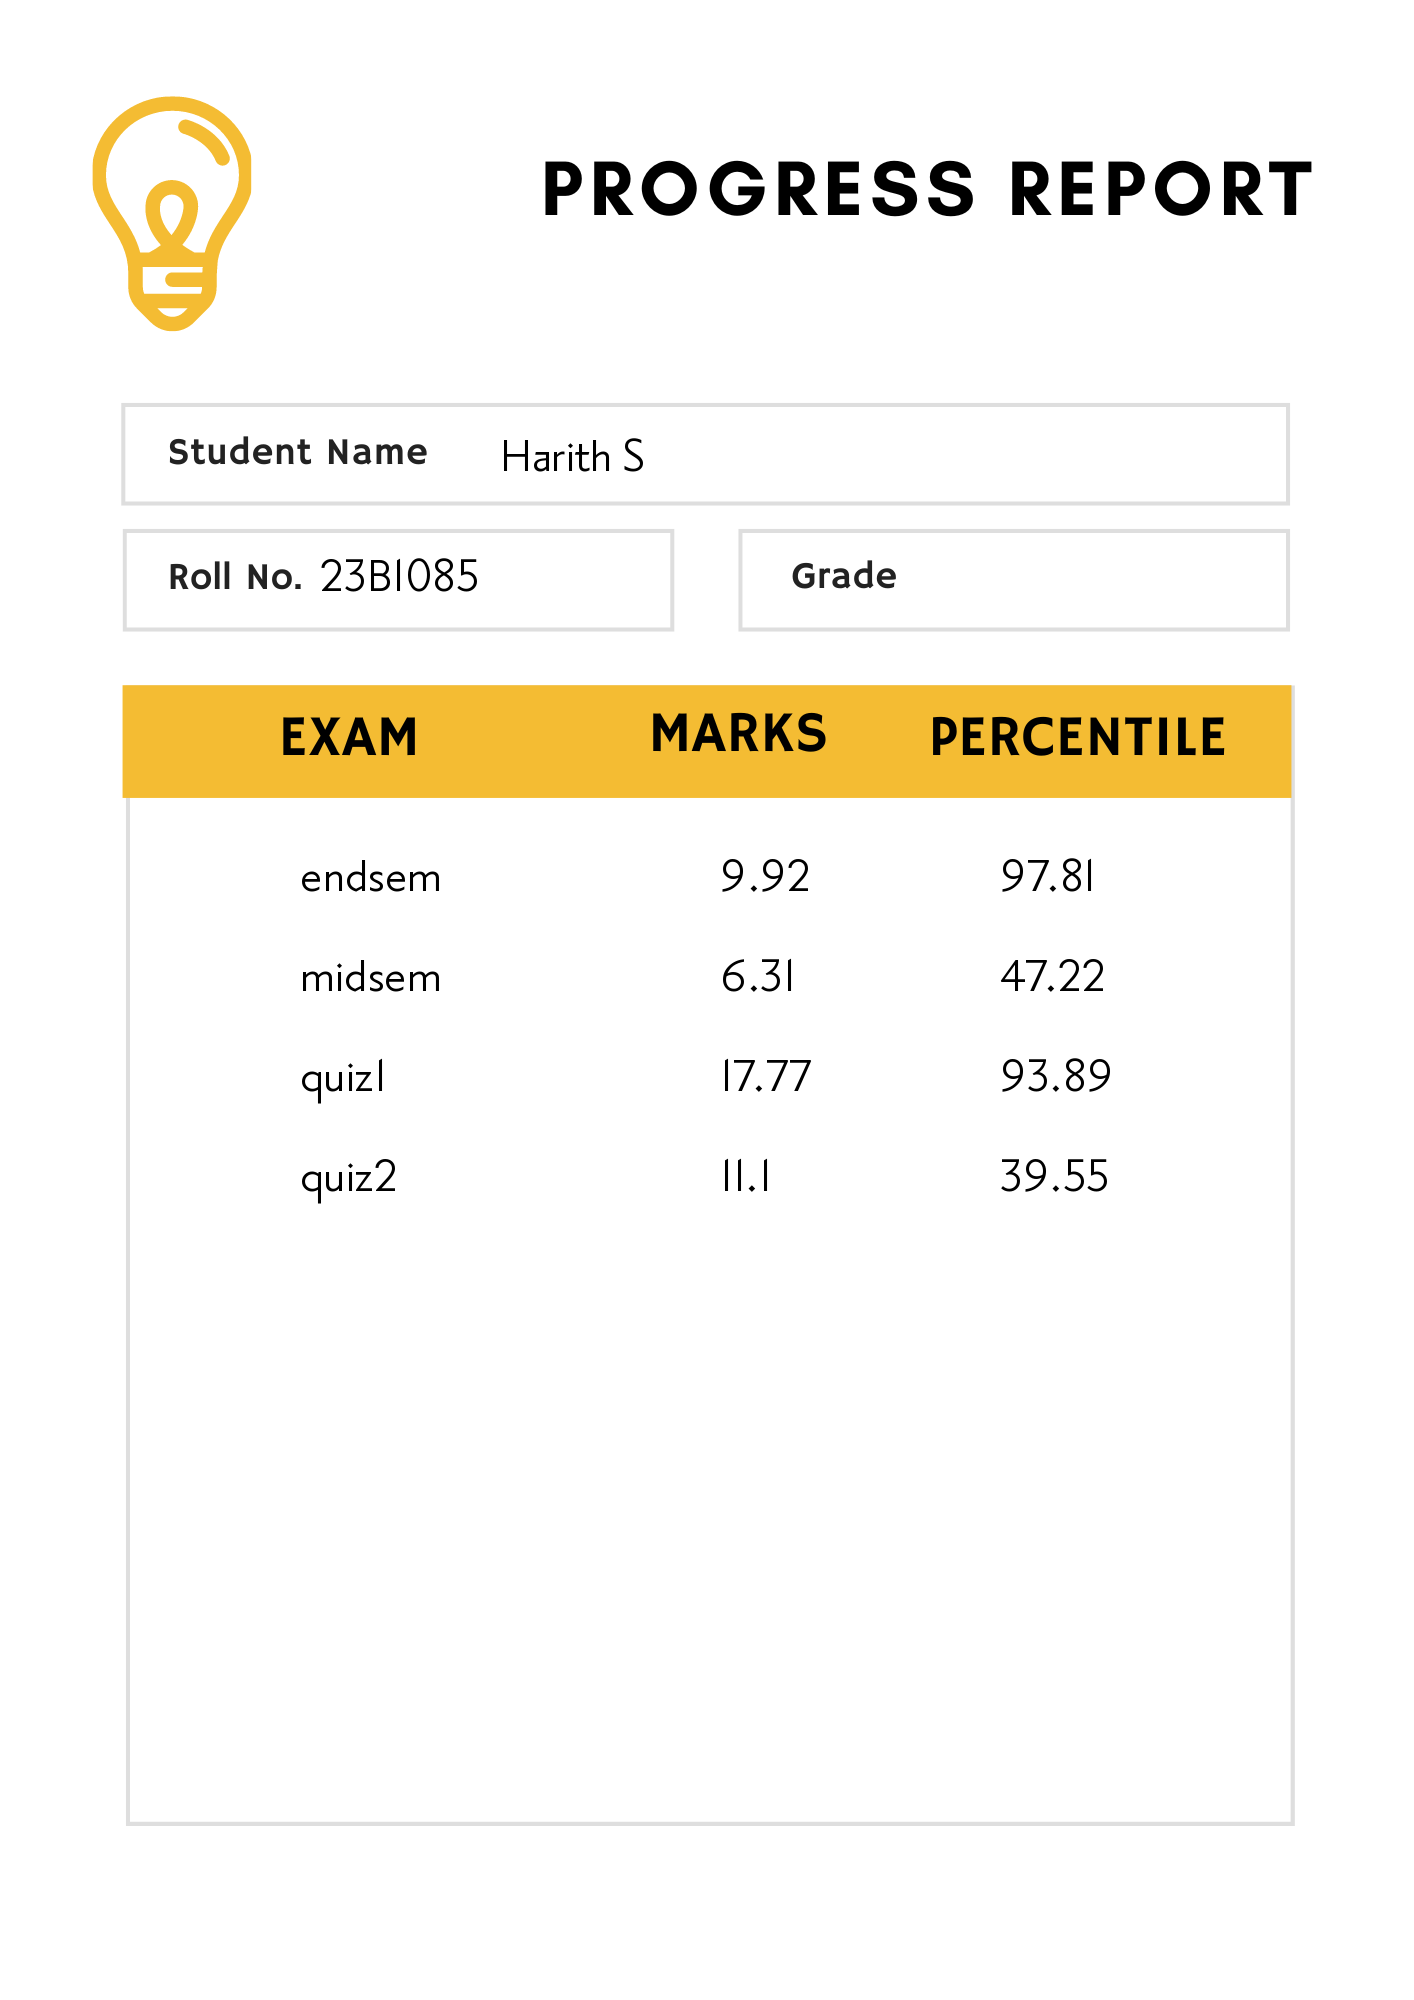 PROGRESS REPORT
Student Name Harith S
Roll No. 23B1085 Grade
EXAM MARKS PERCENTILE
endsem 9.92 97.81
midsem 6.31 47.22
quiz1 17.77 93.89
quiz2 11.1 39.55